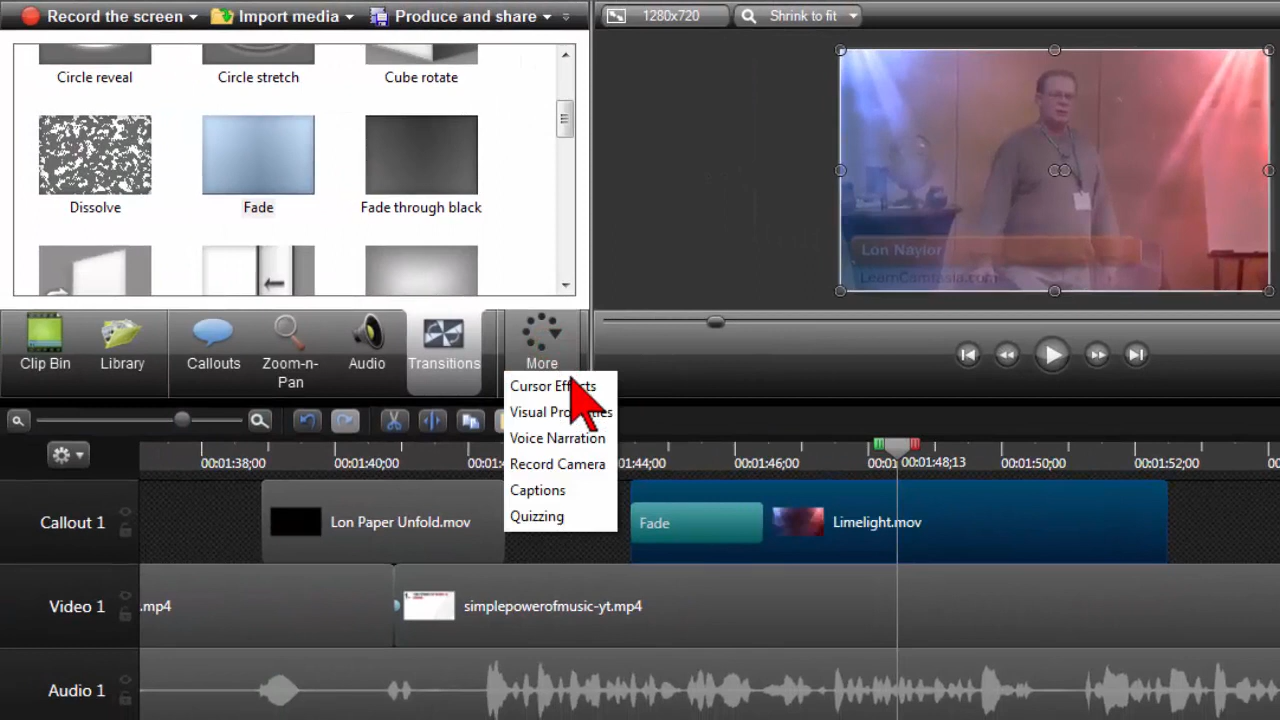 Record the screen
Import media
Produce and share
1280x720
Shrink to fit
Circle reveal
Circle stretch
Cube rotate
Dissolve
Fade
Fade through black
Lon Naylor
LearnCamtasia.com
Clip Bin
Library
Callouts
Zoom-n-
Pan
Audio
Transitions
More
Cursor Effects
Visual Properties
Voice Narration
Record Camera
Captions
Quizzing
00:01:38;00
00:01:40;00
00:01:44;00
00:01:46;00
00:01:48;13
00:01:50;00
00:01:52;00
Callout 1
Lon Paper Unfold.mov
Fade
Limelight.mov
Video 1
.mp4
simplepowerofmusic-yt.mp4
Audio 1